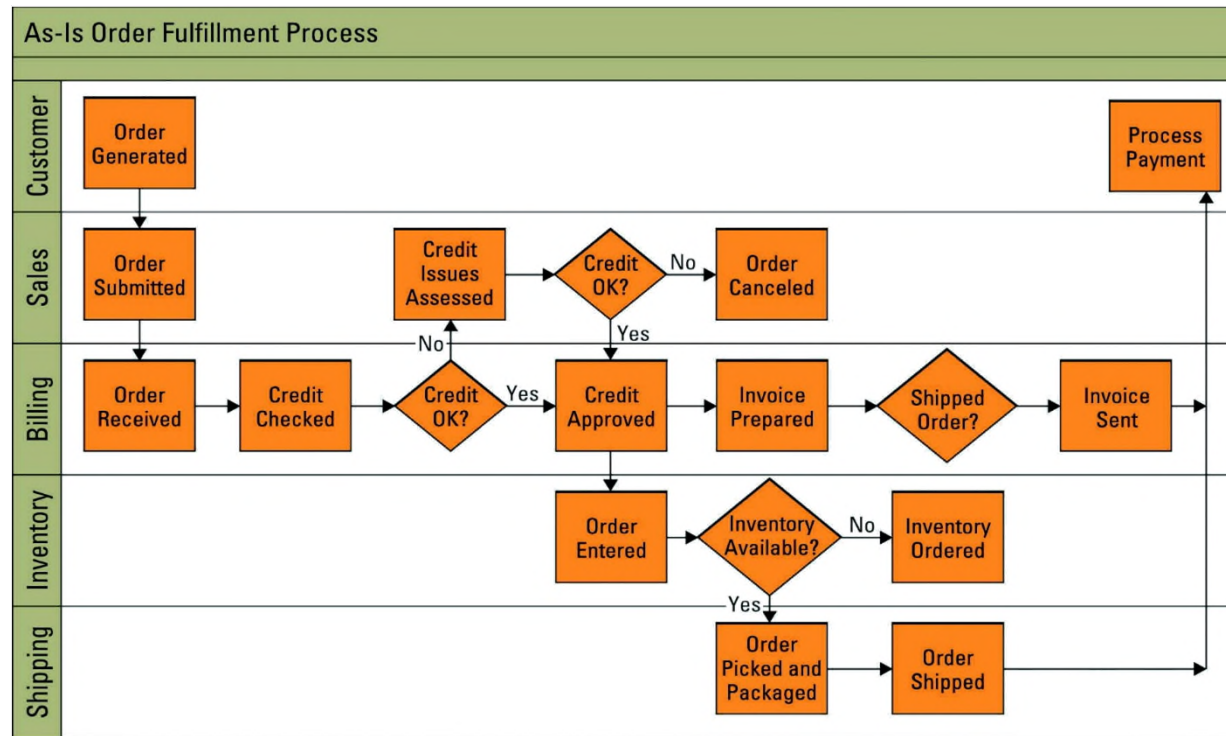 As-Is Order Fulfillment Process
Customer
Order
Generated
Process
Payment
Sales
Order
Submitted
Credit
Issues
Assessed
Credit
OK?
No
Order
Canceled
Yes
No
Billing
Order
Received
Credit
Checked
Credit
OK?
Yes
Credit
Approved
Invoice
Prepared
Shipped
Order?
Invoice
Sent
Inventory
Order
Entered
Inventory
Available?
No
Inventory
Ordered
Yes
Shipping
Order
Picked and
Packaged
Order
Shipped